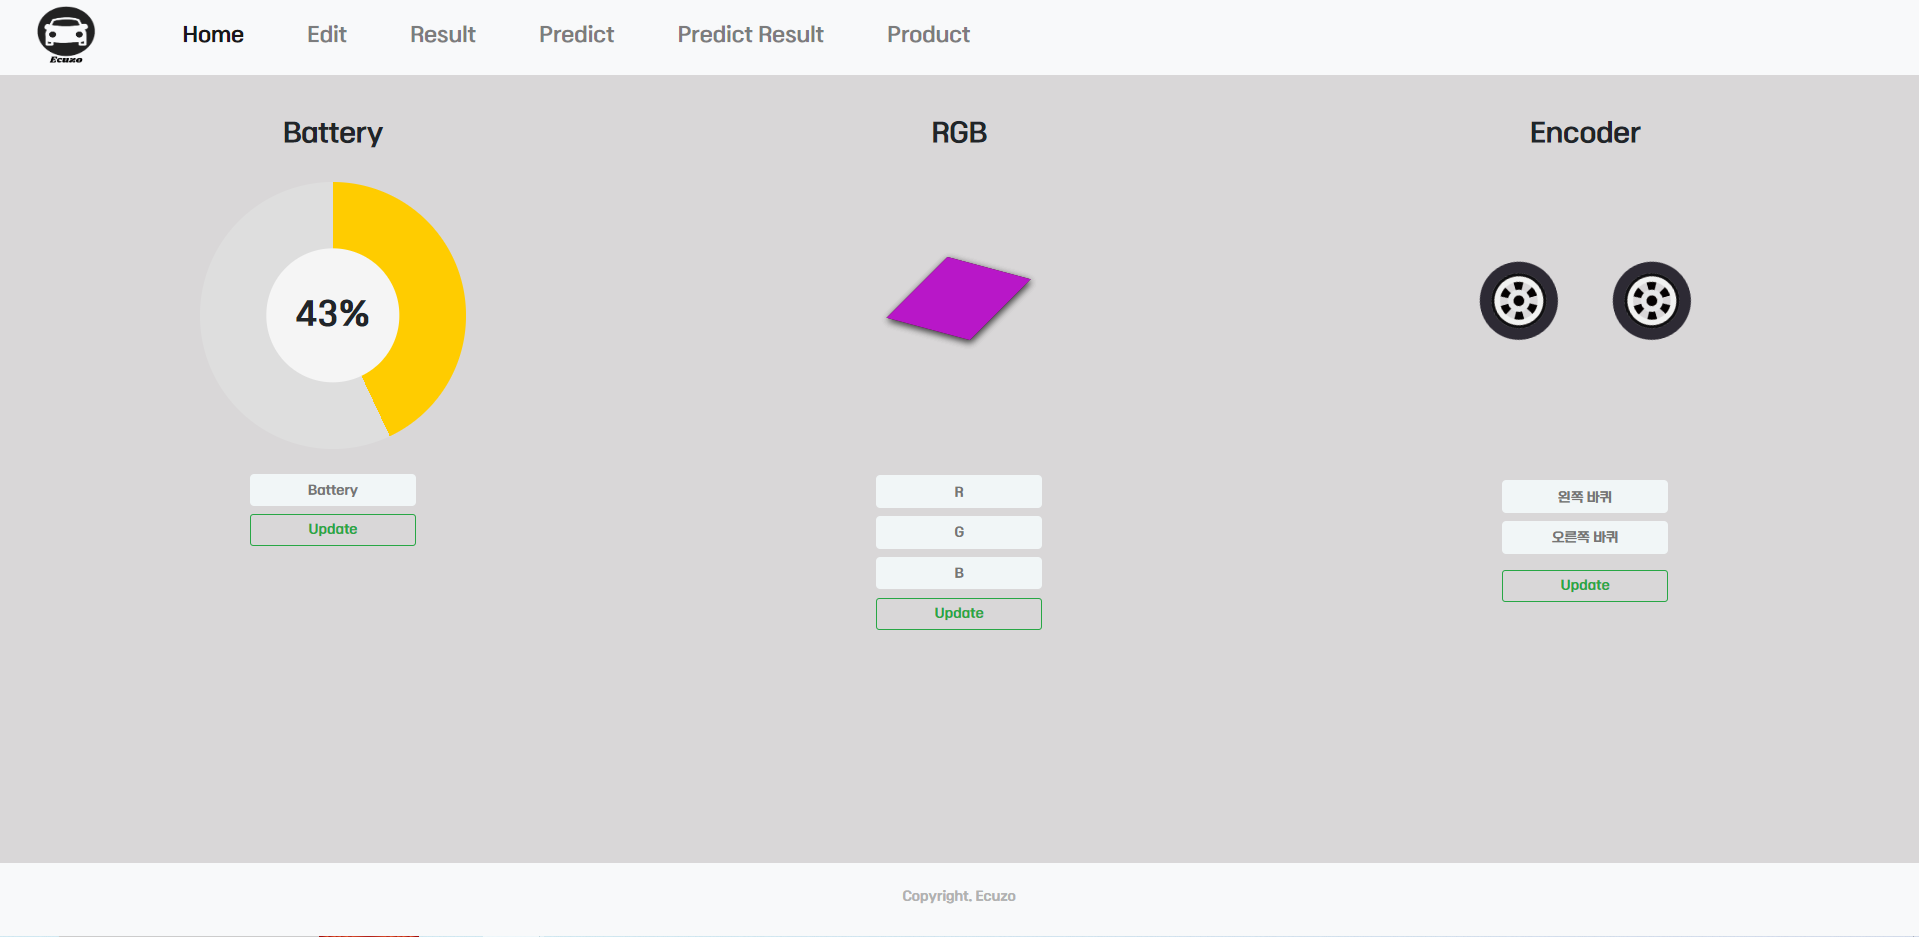 Ecuzo
Home
Edit
Result
Predict
Predict Result
Product
Battery
43%
Battery
Update
RGB
R
G
B
Update
Encoder
왼쪽 바퀴
오른쪽 바퀴
Update
Copyright. Ecuzo